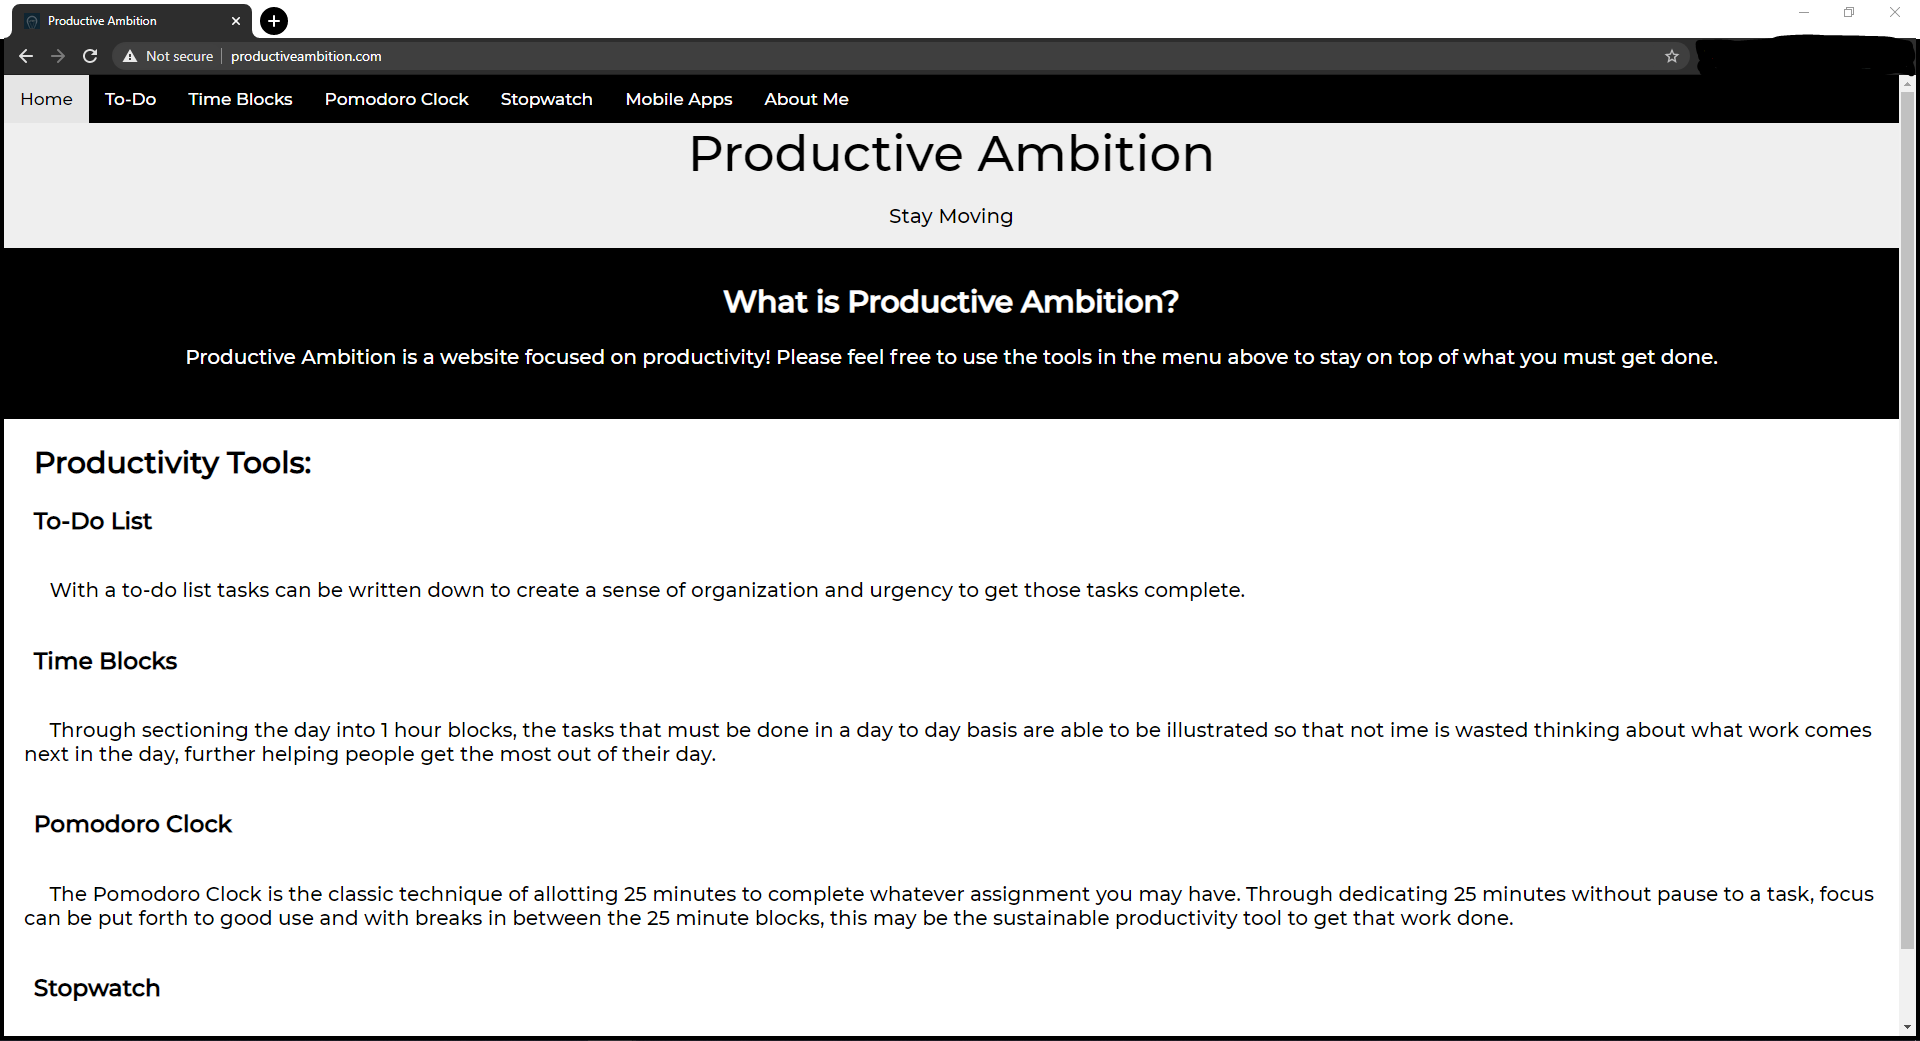 Productive Ambition
Not secure | productiveambition.com
Home To-Do Time Blocks Pomodoro Clock Stopwatch Mobile Apps About Me
Productive Ambition
Stay Moving
What is Productive Ambition?
Productive Ambition is a website focused on productivity! Please feel free to use the tools in the menu above to stay on top of what you must get done.
Productivity Tools:
To-Do List
With a to-do list tasks can be written down to create a sense of organization and urgency to get those tasks complete.
Time Blocks
Through sectioning the day into 1 hour blocks, the tasks that must be done in a day to day basis are able to be illustrated so that not ime is wasted thinking about what work comes
next in the day, further helping people get the most out of their day.
Pomodoro Clock
The Pomodoro Clock is the classic technique of allotting 25 minutes to complete whatever assignment you may have. Through dedicating 25 minutes without pause to a task, focus
can be put forth to good use and with breaks in between the 25 minute blocks, this may be the sustainable productivity tool to get that work done.
Stopwatch